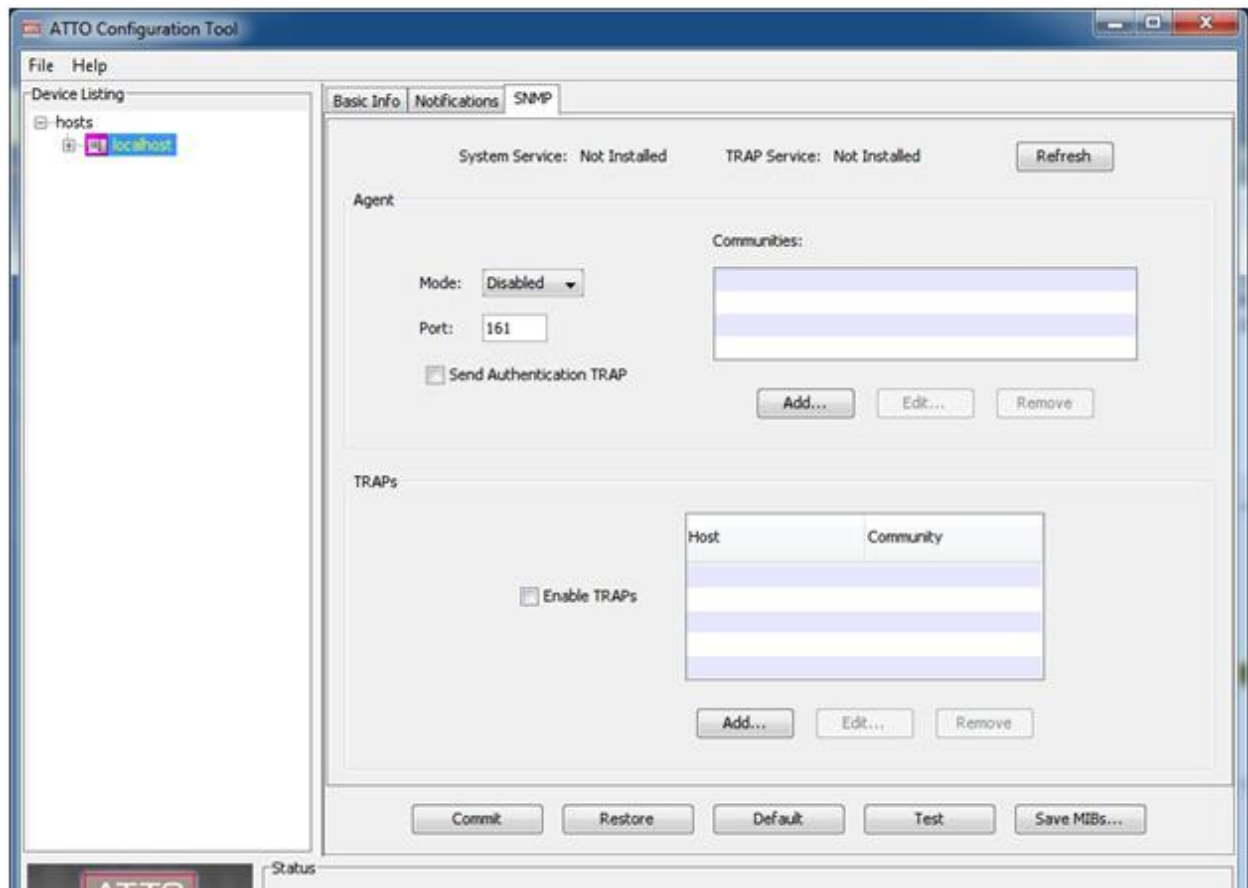 ATTO Configuration Tool
File Help
Device Listing
hosts
localhost
Basic Info Notifications SNMP
System Service: Not Installed TRAP Service: Not Installed Refresh
Agent
Communities:
Mode: Disabled
Port: 161
Send Authentication TRAP
Add... Edit... Remove
TRAPs
Host Community
Enable TRAPs
Add... Edit... Remove
Commit Restore Default Test Save MIBs...
Status
ATTO